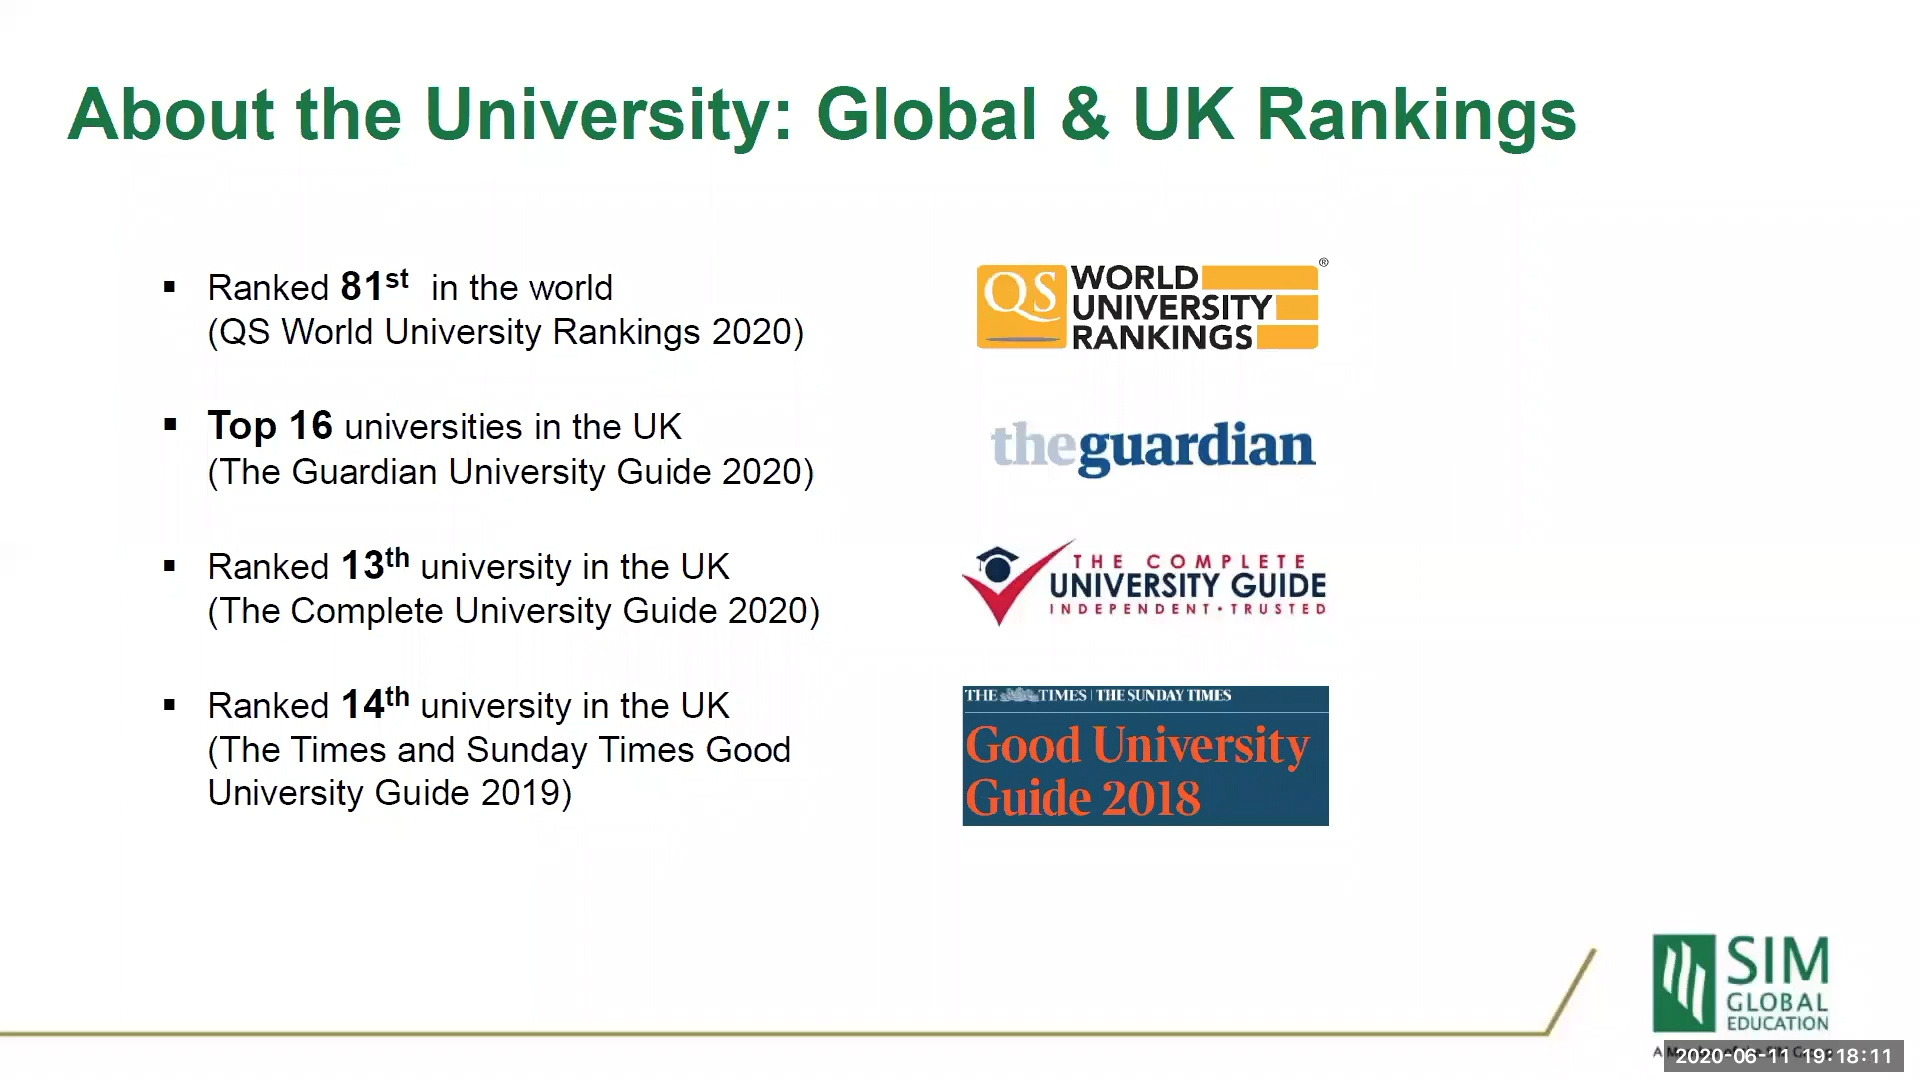 About the University: Global & UK Rankings
▪ Ranked 81st in the world
(QS World University Rankings 2020)
QS WORLD
UNIVERSITY
RANKINGS
®
▪ Top 16 universities in the UK
(The Guardian University Guide 2020)
theguardian
▪ Ranked 13th university in the UK
(The Complete University Guide 2020)
THE COMPLETE
UNIVERSITY GUIDE
INDEPENDENT • TRUSTED
▪ Ranked 14th university in the UK
(The Times and Sunday Times Good
University Guide 2019)
THE TIMES | THE SUNDAY TIMES
Good University
Guide 2018
SIM
GLOBAL
EDUCATION
2020-06-11 19:18:11